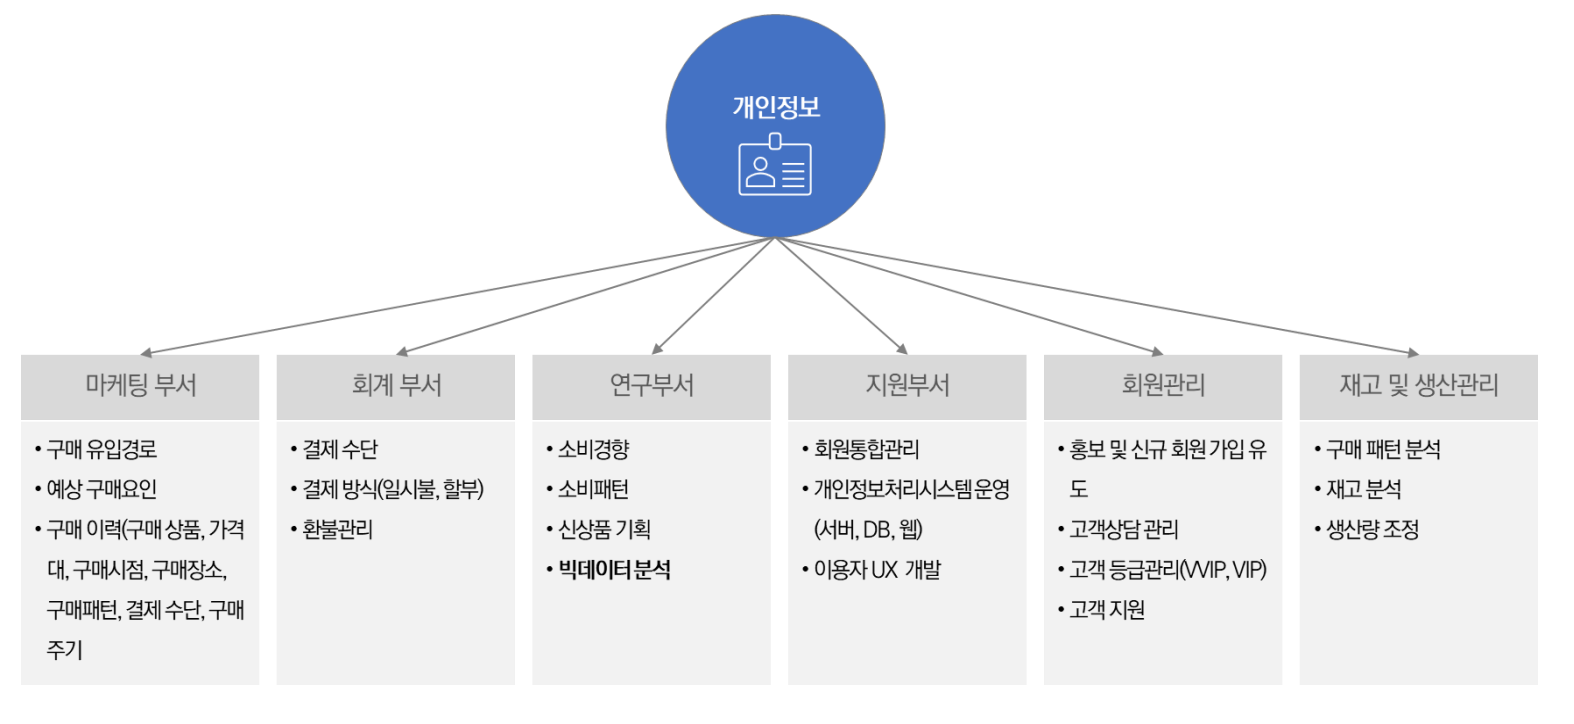 개인정보
마케팅 부서
• 구매 유입경로
• 예상 구매요인
• 구매 이력(구매 상품, 가격
대, 구매시점, 구매장소,
구매패턴, 결제 수단, 구매
주기
회계 부서
• 결제 수단
• 결제 방식(일시불, 할부)
• 환불관리
연구부서
• 소비경향
• 소비패턴
• 신상품 기획
• 빅데이터 분석
지원부서
• 회원통합관리
• 개인정보처리시스템 운영
(서버, DB, 웹)
• 이용자 UX 개발
회원관리
• 홍보 및 신규 회원 가입 유
도
• 고객상담 관리
• 고객 등급관리(VVIP, VIP)
• 고객 지원
재고 및 생산관리
• 구매 패턴 분석
• 재고 분석
• 생산량 조정